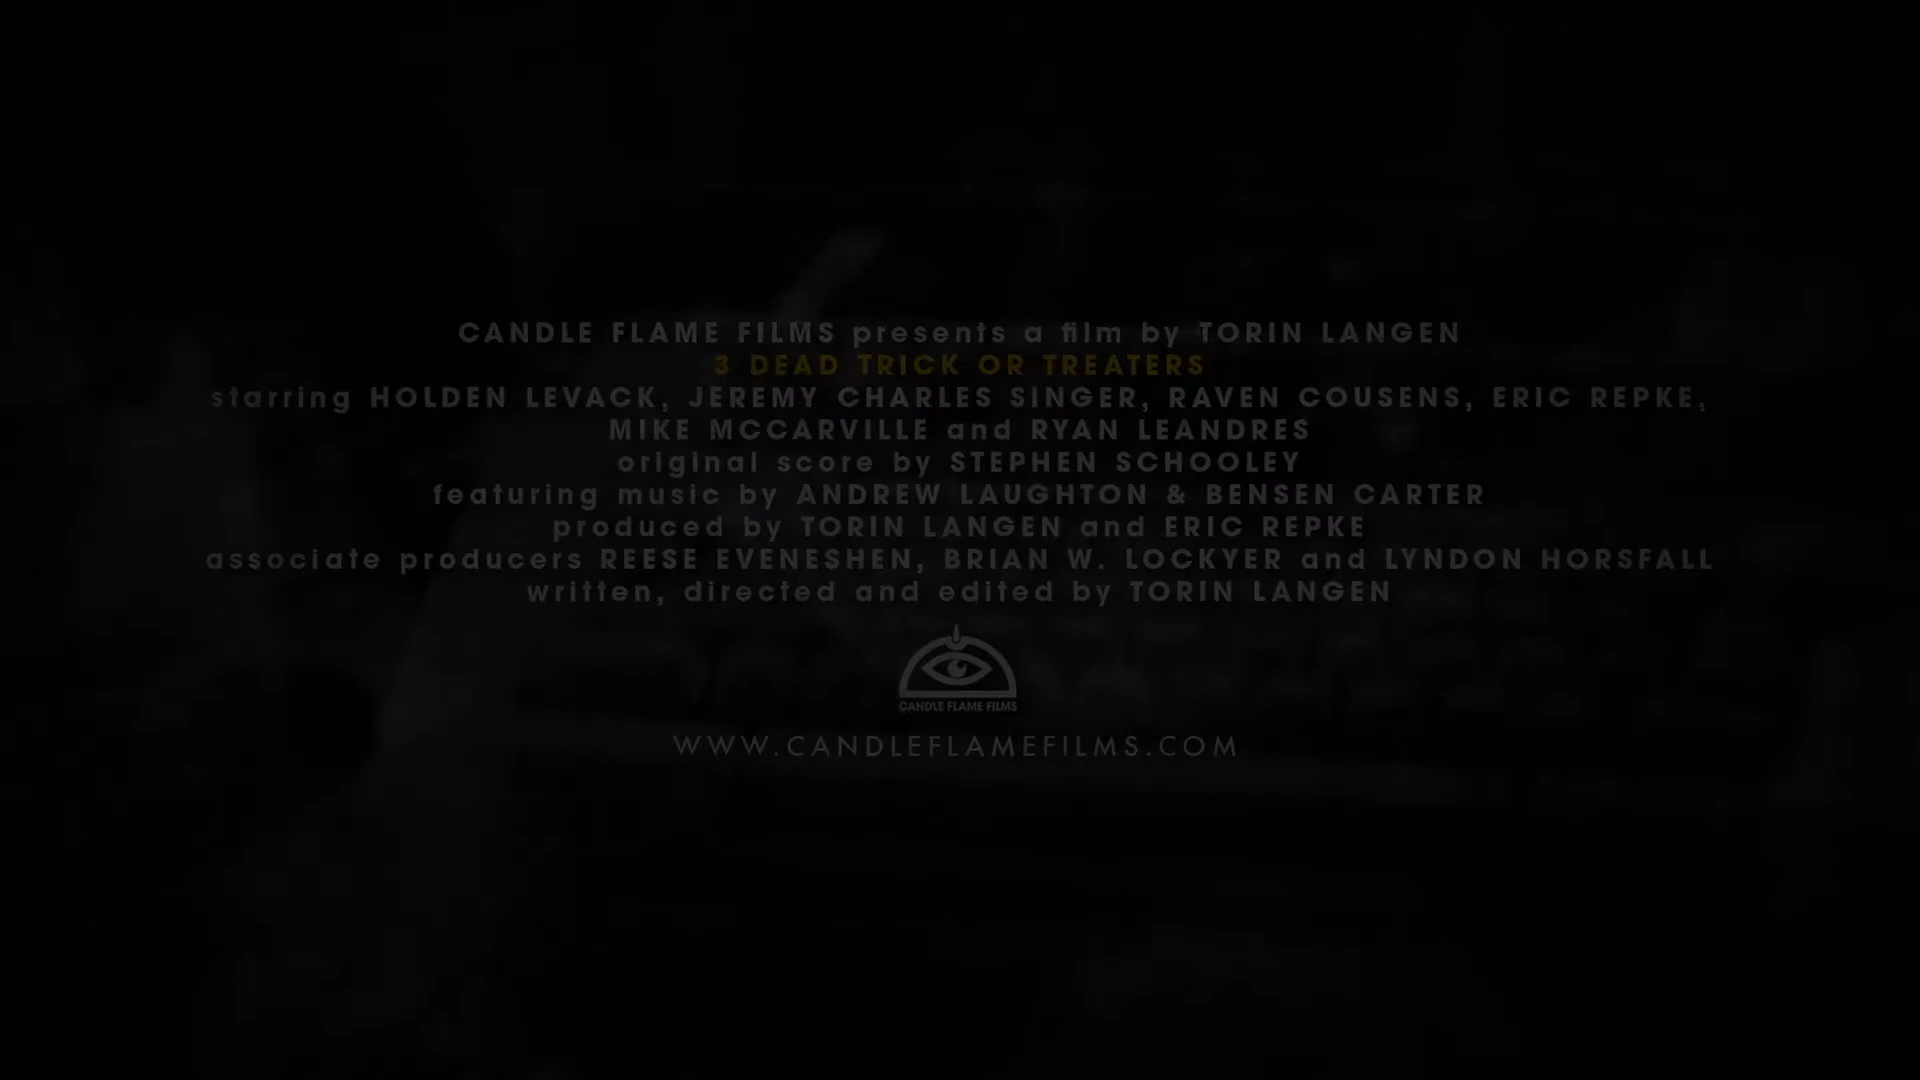 CANDLE FLAME FILMS presents a film by TORIN LANGEN
3 DEAD TRICK OR TREATERS
starring HOLDEN LEVACK, JEREMY CHARLES SINGER, RAVEN COUSENS, ERIC REPKE,
MIKE MCCARVILLE and RYAN LEANDRES
original score by STEPHEN SCHOOLEY
featuring music by ANDREW LAUGHTON & BENSEN CARTER
produced by TORIN LANGEN and ERIC REPKE
associate producers REESE EVENESHEN, BRIAN W. LOCKYER and LYNDON HORSFALL
written, directed and edited by TORIN LANGEN
CANDLE FLAME FILMS
WWW.CANDLEFLAMEFILMS.COM